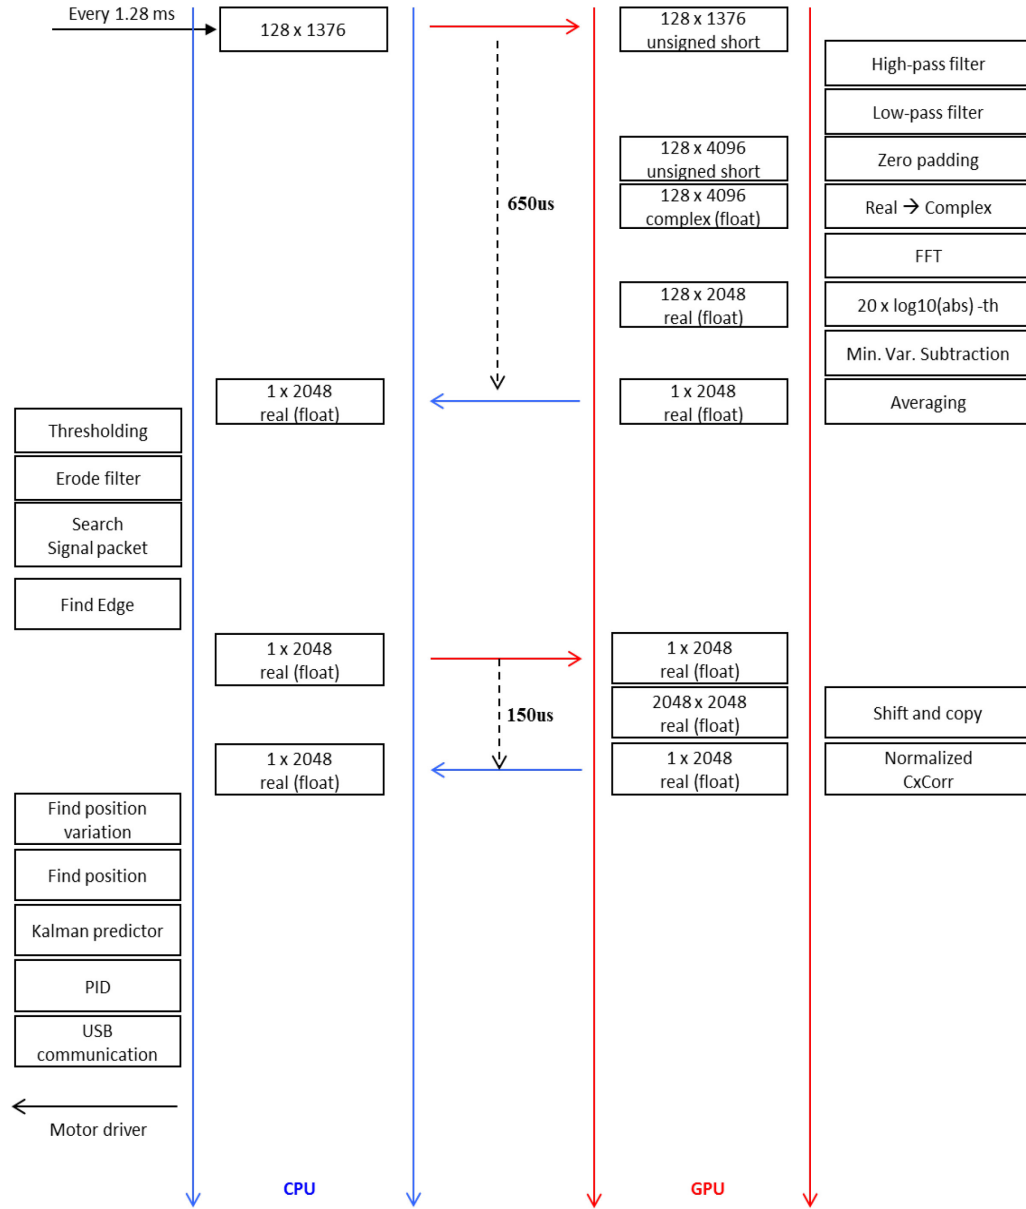 Every 1.28 ms
128 x 1376
128 x 1376
unsigned short
High-pass filter
Low-pass filter
128 x 4096
unsigned short
Zero padding
650us
128 x 4096
complex (float)
Real → Complex
FFT
128 x 2048
real (float)
20 x log10(abs) -th
Min. Var. Subtraction
1 x 2048
real (float)
1 x 2048
real (float)
Averaging
Thresholding
Erode filter
Search
Signal packet
Find Edge
1 x 2048
real (float)
1 x 2048
real (float)
150us
2048 x 2048
real (float)
Shift and copy
1 x 2048
real (float)
1 x 2048
real (float)
Normalized
CxCorr
Find position
variation
Find position
Kalman predictor
PID
USB
communication
Motor driver
CPU
GPU